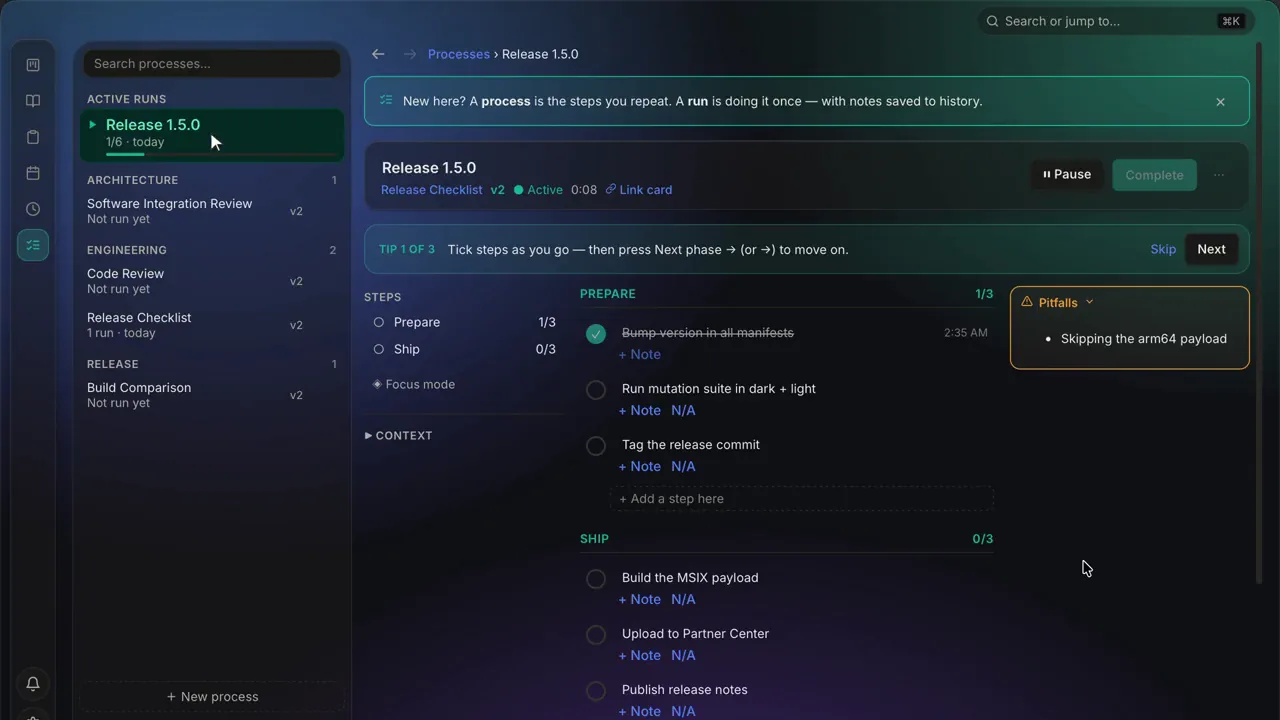 Search or jump to... ⌘K
Search processes...
ACTIVE RUNS
Release 1.5.0
1/6 · today
ARCHITECTURE 1
Software Integration Review
Not run yet
v2
ENGINEERING 2
Code Review
Not run yet
v2
Release Checklist
1 run · today
v2
RELEASE 1
Build Comparison
Not run yet
v2
+ New process
← → Processes › Release 1.5.0
New here? A process is the steps you repeat. A run is doing it once — with notes saved to history. ×
Release 1.5.0
Release Checklist v2 Active 0:08 Link card
Pause Complete ···
TIP 1 OF 3 Tick steps as you go — then press Next phase → (or →) to move on. Skip Next
STEPS
Prepare 1/3
Ship 0/3
◈ Focus mode
▸ CONTEXT
PREPARE 1/3
Bump version in all manifests 2:35 AM
+ Note
Run mutation suite in dark + light
+ Note N/A
Tag the release commit
+ Note N/A
+ Add a step here
SHIP 0/3
Build the MSIX payload
+ Note N/A
Upload to Partner Center
+ Note N/A
Publish release notes
+ Note N/A
Pitfalls
• Skipping the arm64 payload